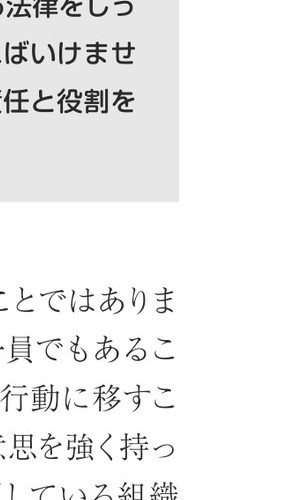 法律をしっ
ばいけませ
任と役割を
ことではありま
員でもあるこ
行動に移すこ
思を強く持っ
している組織